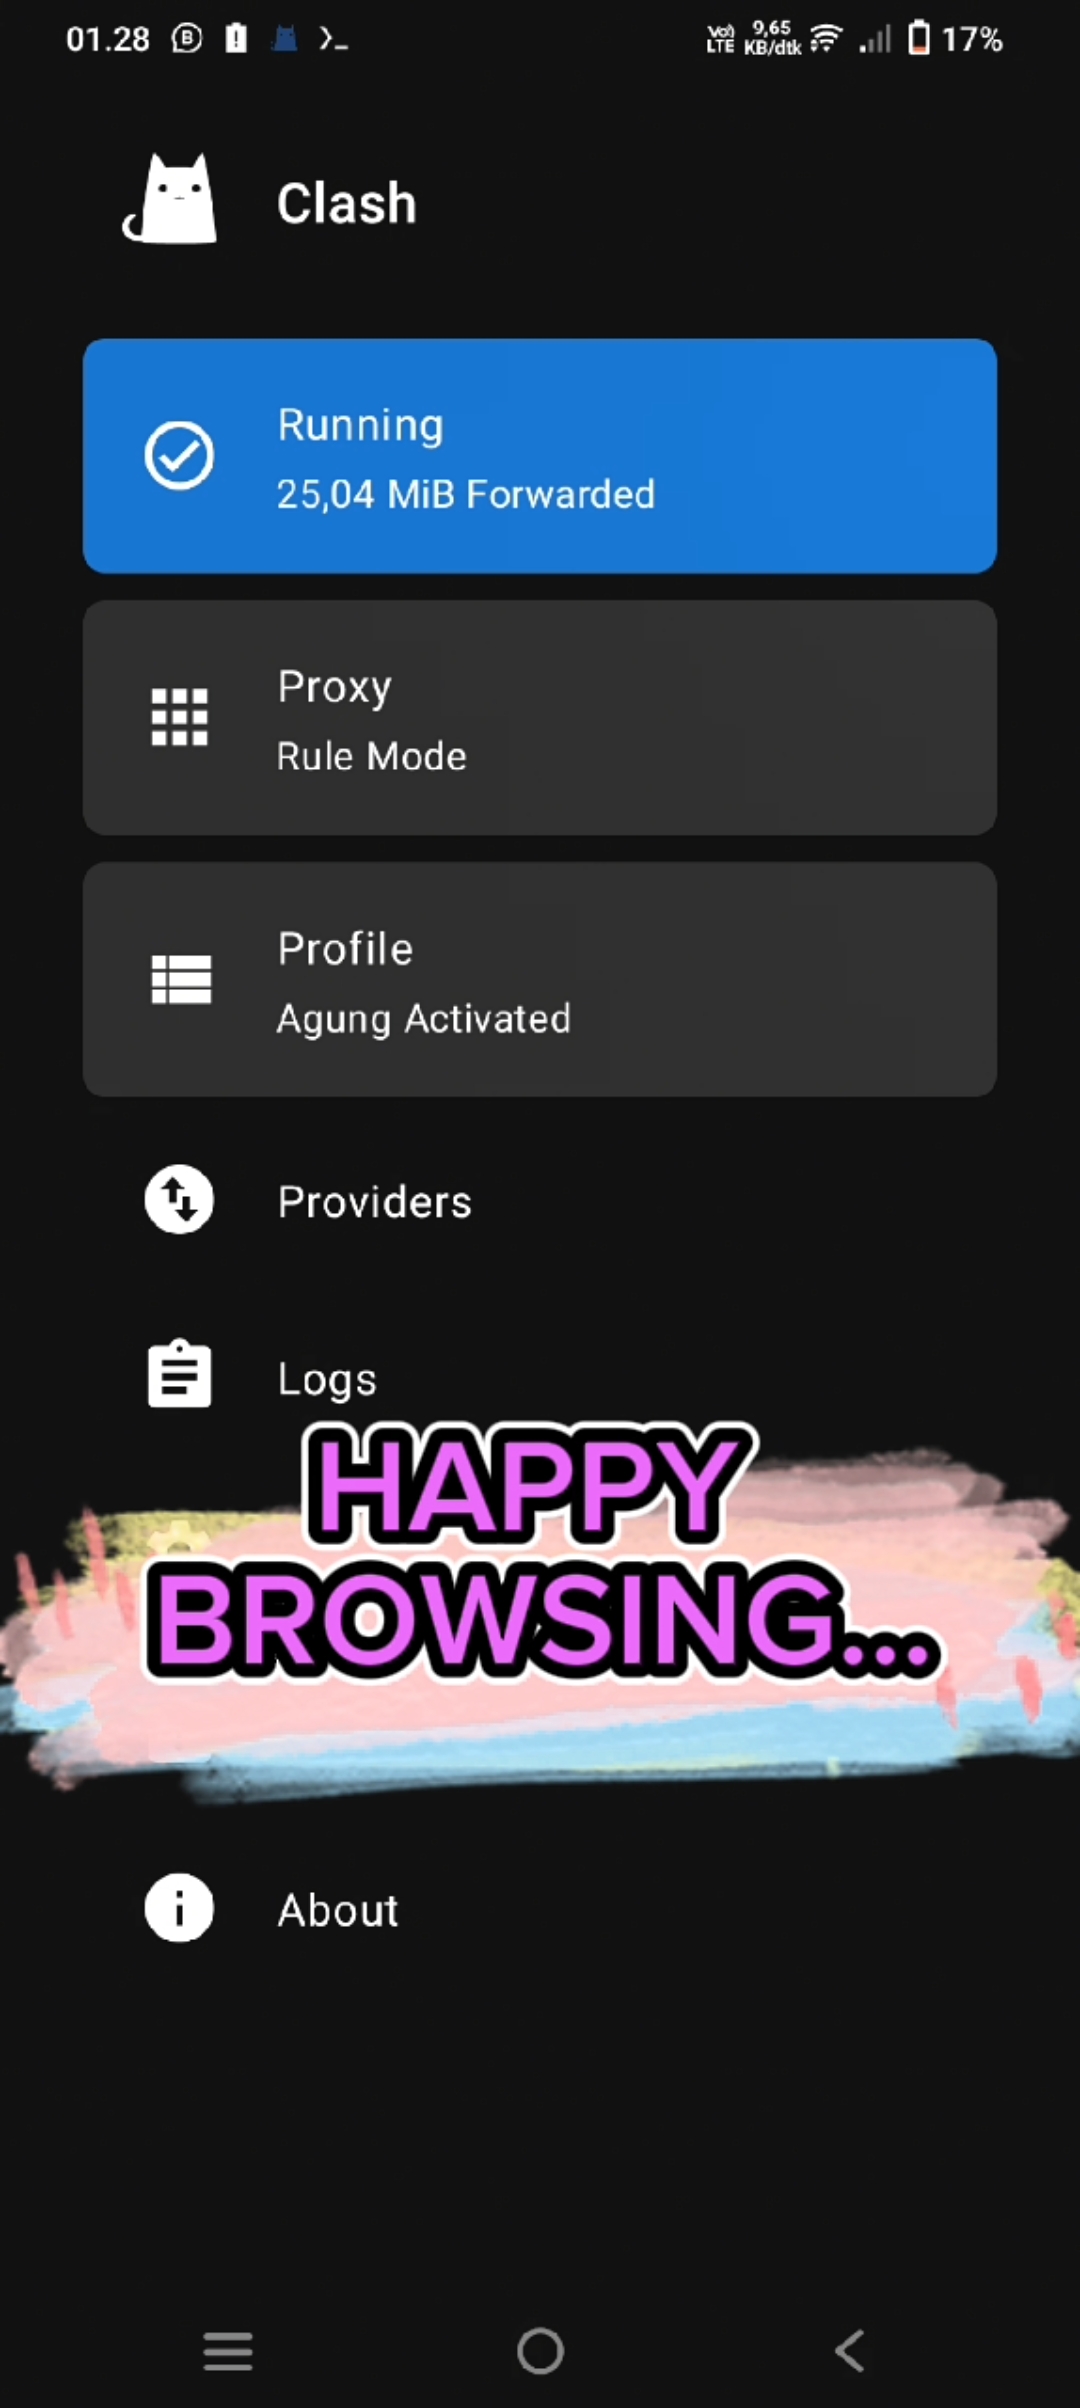 01.28
Vo) LTE 9,65 KB/dtk 17%
Clash
Running
25,04 MiB Forwarded
Proxy
Rule Mode
Profile
Agung Activated
Providers
Logs
HAPPY
BROWSING...
About